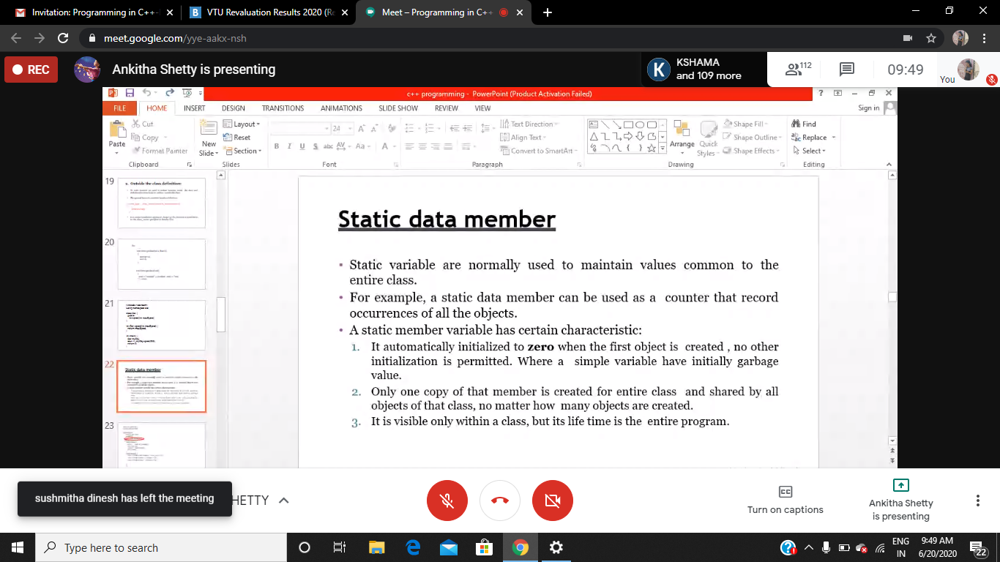 Invitation: Programming in C++-
VTU Revaluation Results 2020 (Re
Meet – Programming in C++
meet.google.com/yye-aakx-nsh
REC
Ankitha Shetty is presenting
K
KSHAMA
and 109 more
112
09:49
You
c++ programming - PowerPoint (Product Activation Failed)
FILE HOME INSERT DESIGN TRANSITIONS ANIMATIONS SLIDE SHOW REVIEW VIEW
Sign in
Paste
Cut
Copy
Format Painter
Clipboard
New
Slide
Layout
Reset
Section
Slides
24
B I U S abc AV Aa A
Font
Text Direction
Align Text
Convert to SmartArt
Paragraph
Arrange
Quick
Styles
Shape Fill
Shape Outline
Shape Effects
Drawing
Find
Replace
Select
Editing
19
2. Outside the class definition:
20
21
22
Static data member
23
Static data member
• Static variable are normally used to maintain values common to the
entire class.
• For example, a static data member can be used as a counter that record
occurrences of all the objects.
• A static member variable has certain characteristic:
1. It automatically initialized to zero when the first object is created , no other
initialization is permitted. Where a simple variable have initially garbage
value.
2. Only one copy of that member is created for entire class and shared by all
objects of that class, no matter how many objects are created.
3. It is visible only within a class, but its life time is the entire program.
sushmitha dinesh has left the meeting
HETTY
CC
Turn on captions
Ankitha Shetty
is presenting
Type here to search
ENG
IN
9:49 AM
6/20/2020
22